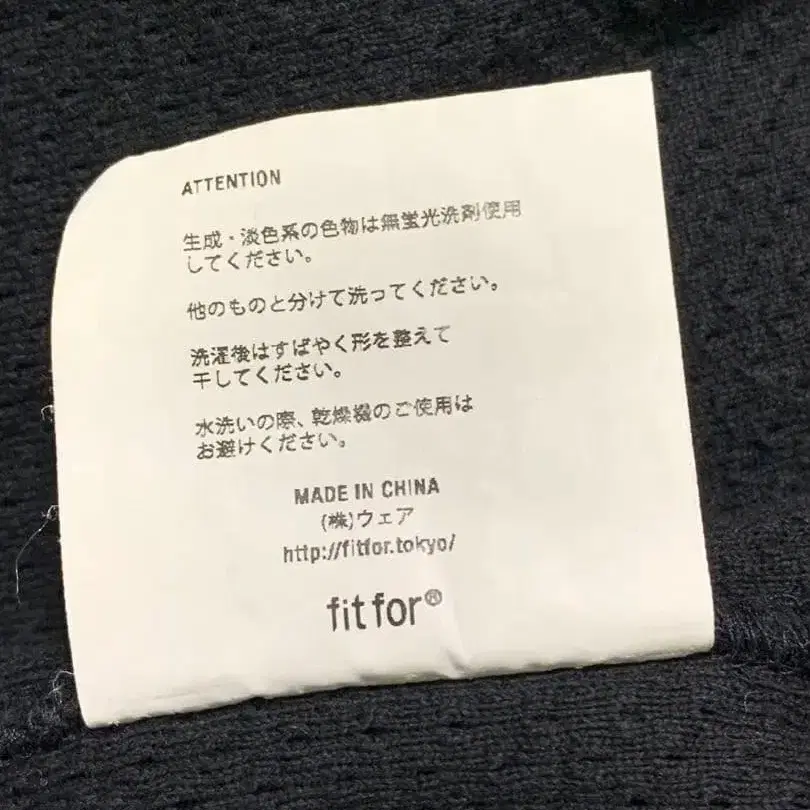 ATTENTION
生成・淡色系の色物は無蛍光洗剤使用
してください。
他のものと分けて洗ってください。
洗濯後はすばやく形を整えて
干してください。
水洗いの際、乾燥機のご使用は
お避けください。
MADE IN CHINA
(株)ウェア
http://fitfor.tokyo/
fit for®